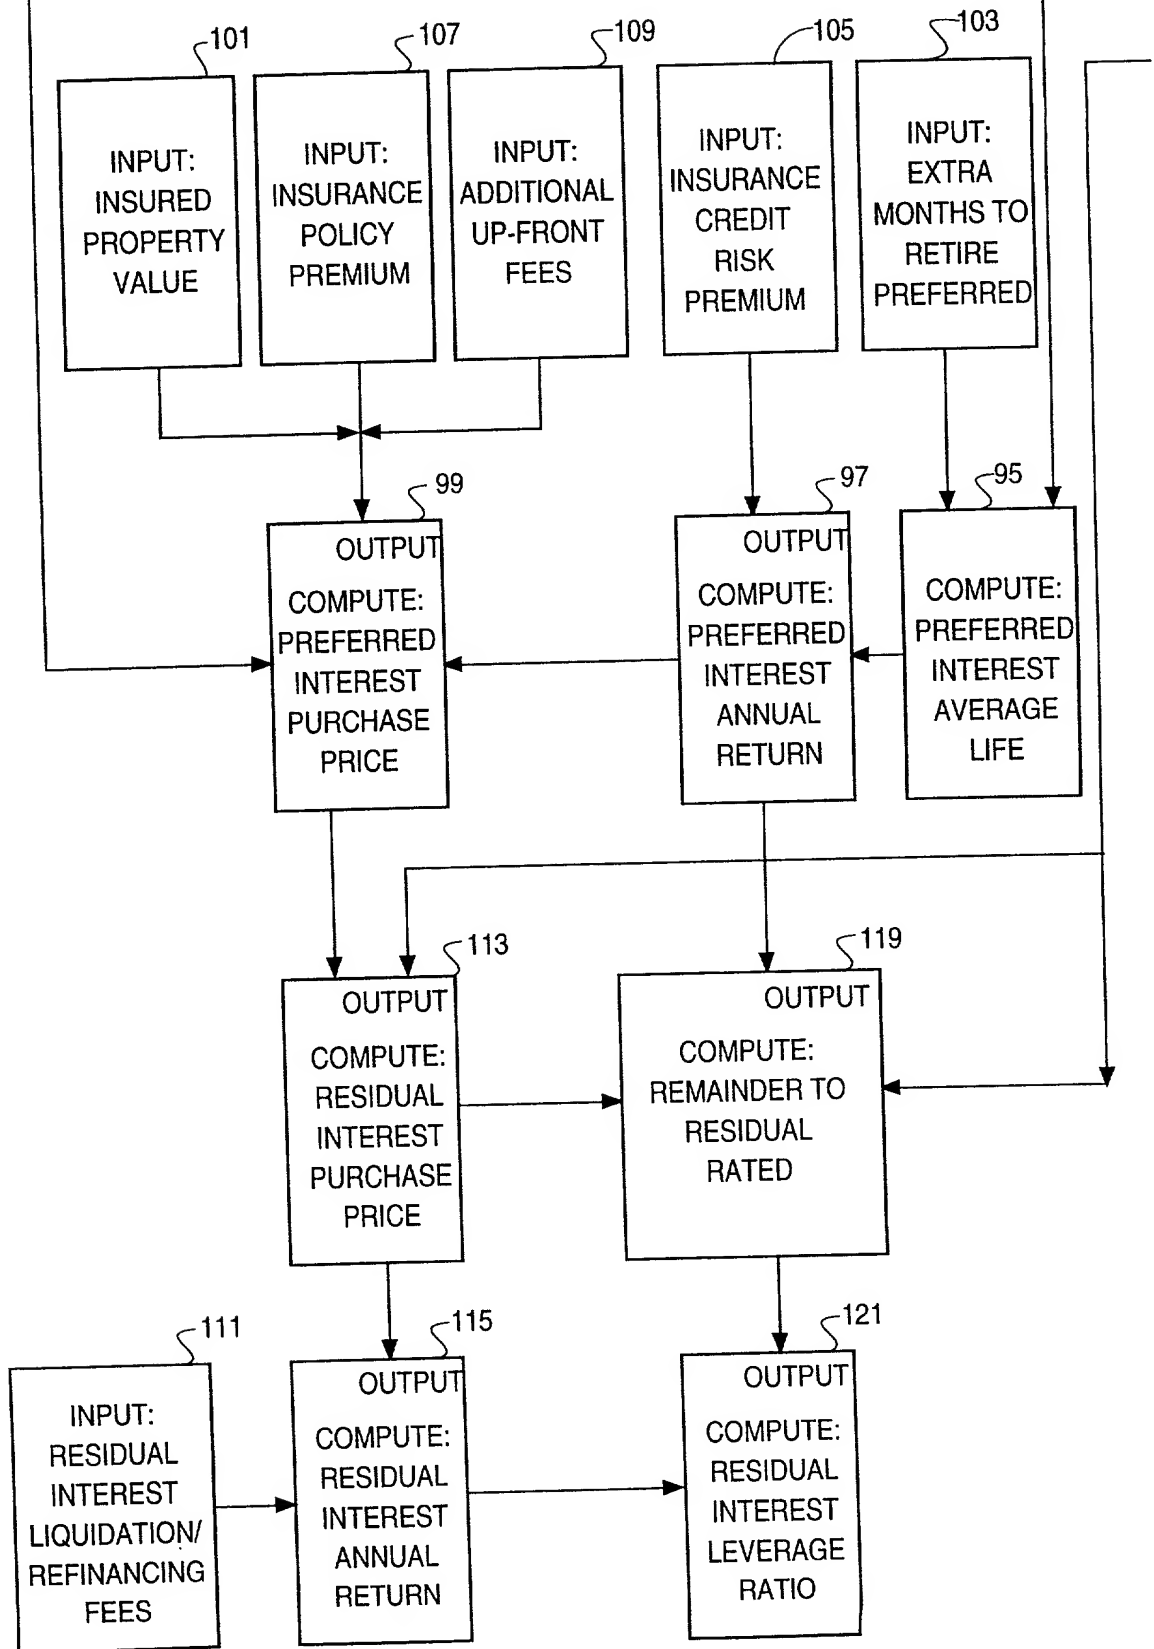 101
INPUT:
INSURED
PROPERTY
VALUE
107
INPUT:
INSURANCE
POLICY
PREMIUM
109
INPUT:
ADDITIONAL
UP-FRONT
FEES
105
INPUT:
INSURANCE
CREDIT
RISK
PREMIUM
103
INPUT:
EXTRA
MONTHS TO
RETIRE
PREFERRED
99
OUTPUT
COMPUTE:
PREFERRED
INTEREST
PURCHASE
PRICE
97
OUTPUT
COMPUTE:
PREFERRED
INTEREST
ANNUAL
RETURN
95
COMPUTE:
PREFERRED
INTEREST
AVERAGE
LIFE
113
OUTPUT
COMPUTE:
RESIDUAL
INTEREST
PURCHASE
PRICE
119
OUTPUT
COMPUTE:
REMAINDER TO
RESIDUAL
RATED
111
INPUT:
RESIDUAL
INTEREST
LIQUIDATION/
REFINANCING
FEES
115
OUTPUT
COMPUTE:
RESIDUAL
INTEREST
ANNUAL
RETURN
121
OUTPUT
COMPUTE:
RESIDUAL
INTEREST
LEVERAGE
RATIO